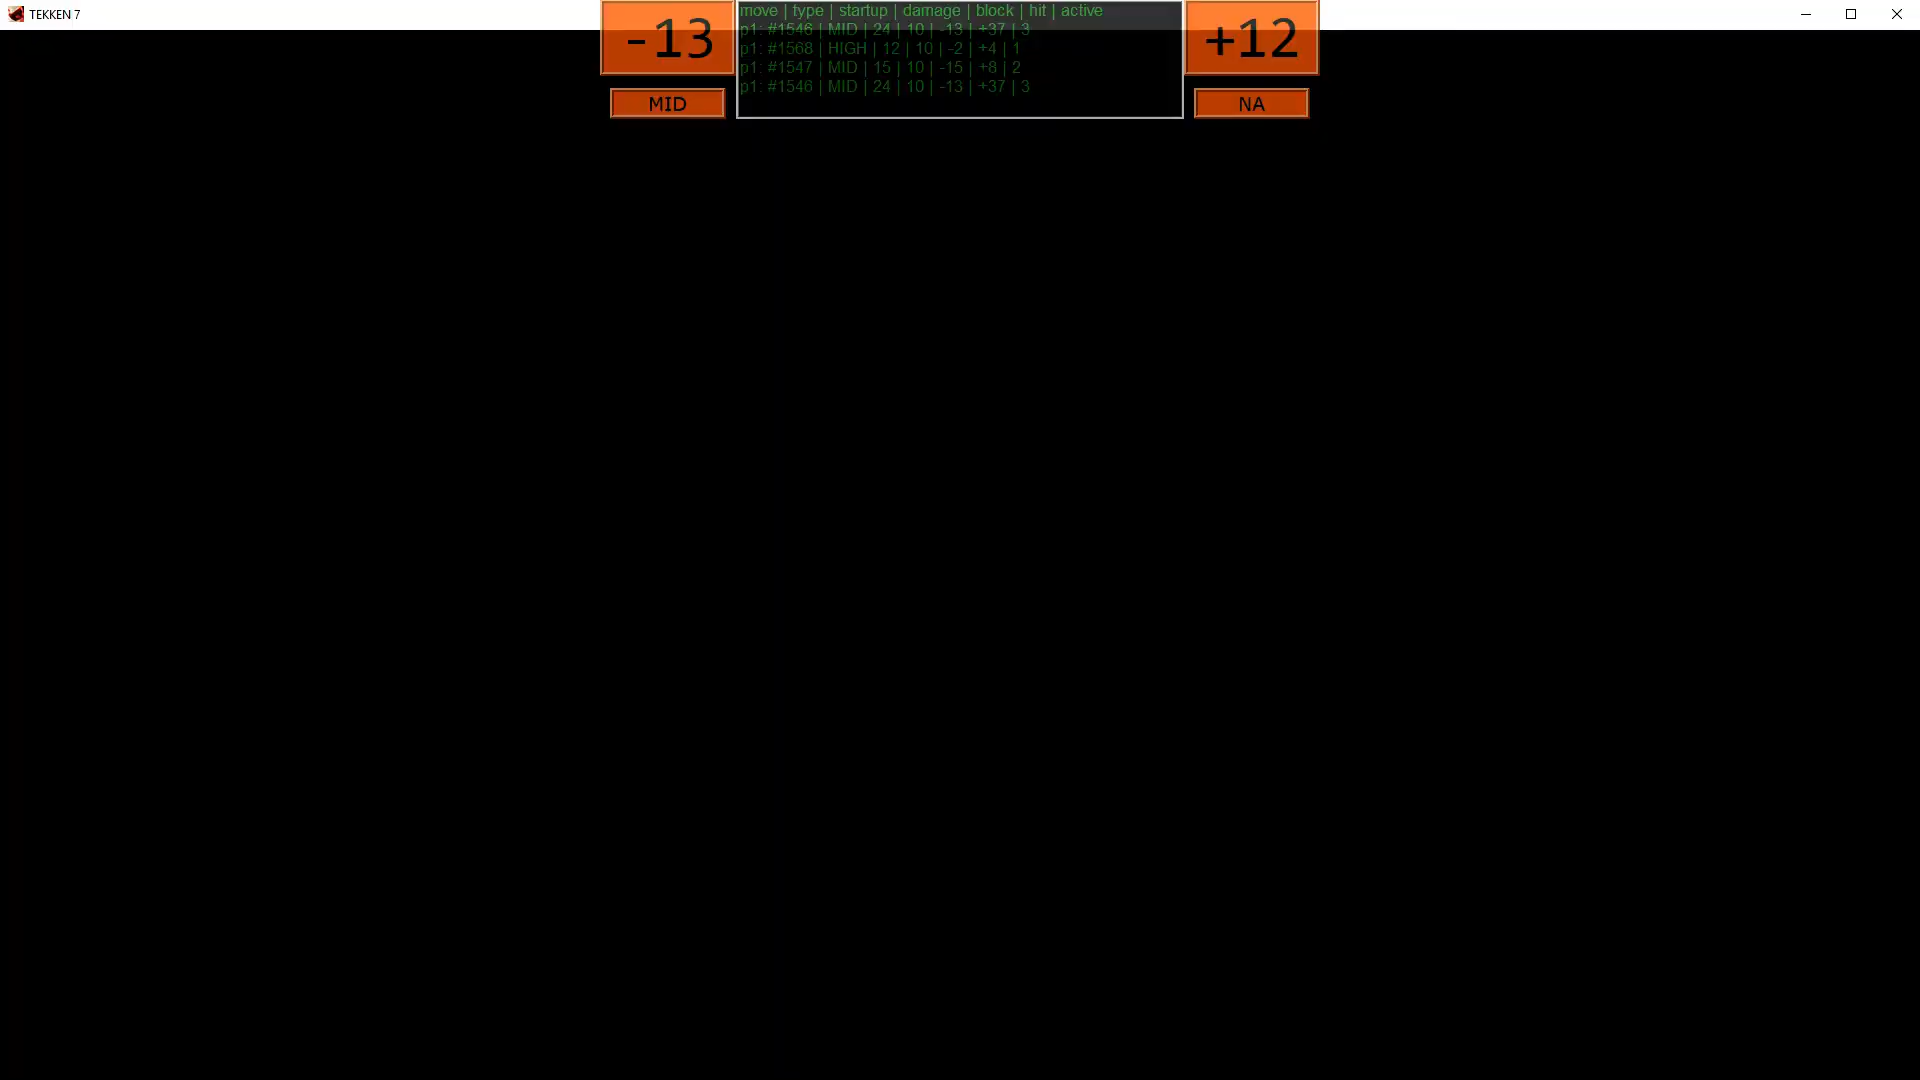 TEKKEN 7
-13
MID
move | type | startup | damage | block | hit | active
p1: #1546 | MID | 24 | 10 | -13 | +37 | 3
p1: #1568 | HIGH | 12 | 10 | -2 | +4 | 1
p1: #1547 | MID | 15 | 10 | -15 | +8 | 2
p1: #1546 | MID | 24 | 10 | -13 | +37 | 3
+12
NA